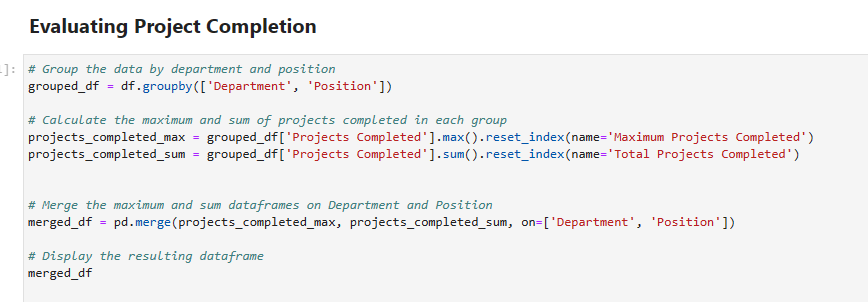 Evaluating Project Completion
]:
# Group the data by department and position
grouped_df = df.groupby(['Department', 'Position'])
# Calculate the maximum and sum of projects completed in each group
projects_completed_max = grouped_df['Projects Completed'].max().reset_index(name='Maximum Projects Completed')
projects_completed_sum = grouped_df['Projects Completed'].sum().reset_index(name='Total Projects Completed')
# Merge the maximum and sum dataframes on Department and Position
merged_df = pd.merge(projects_completed_max, projects_completed_sum, on=['Department', 'Position'])
# Display the resulting dataframe
merged_df